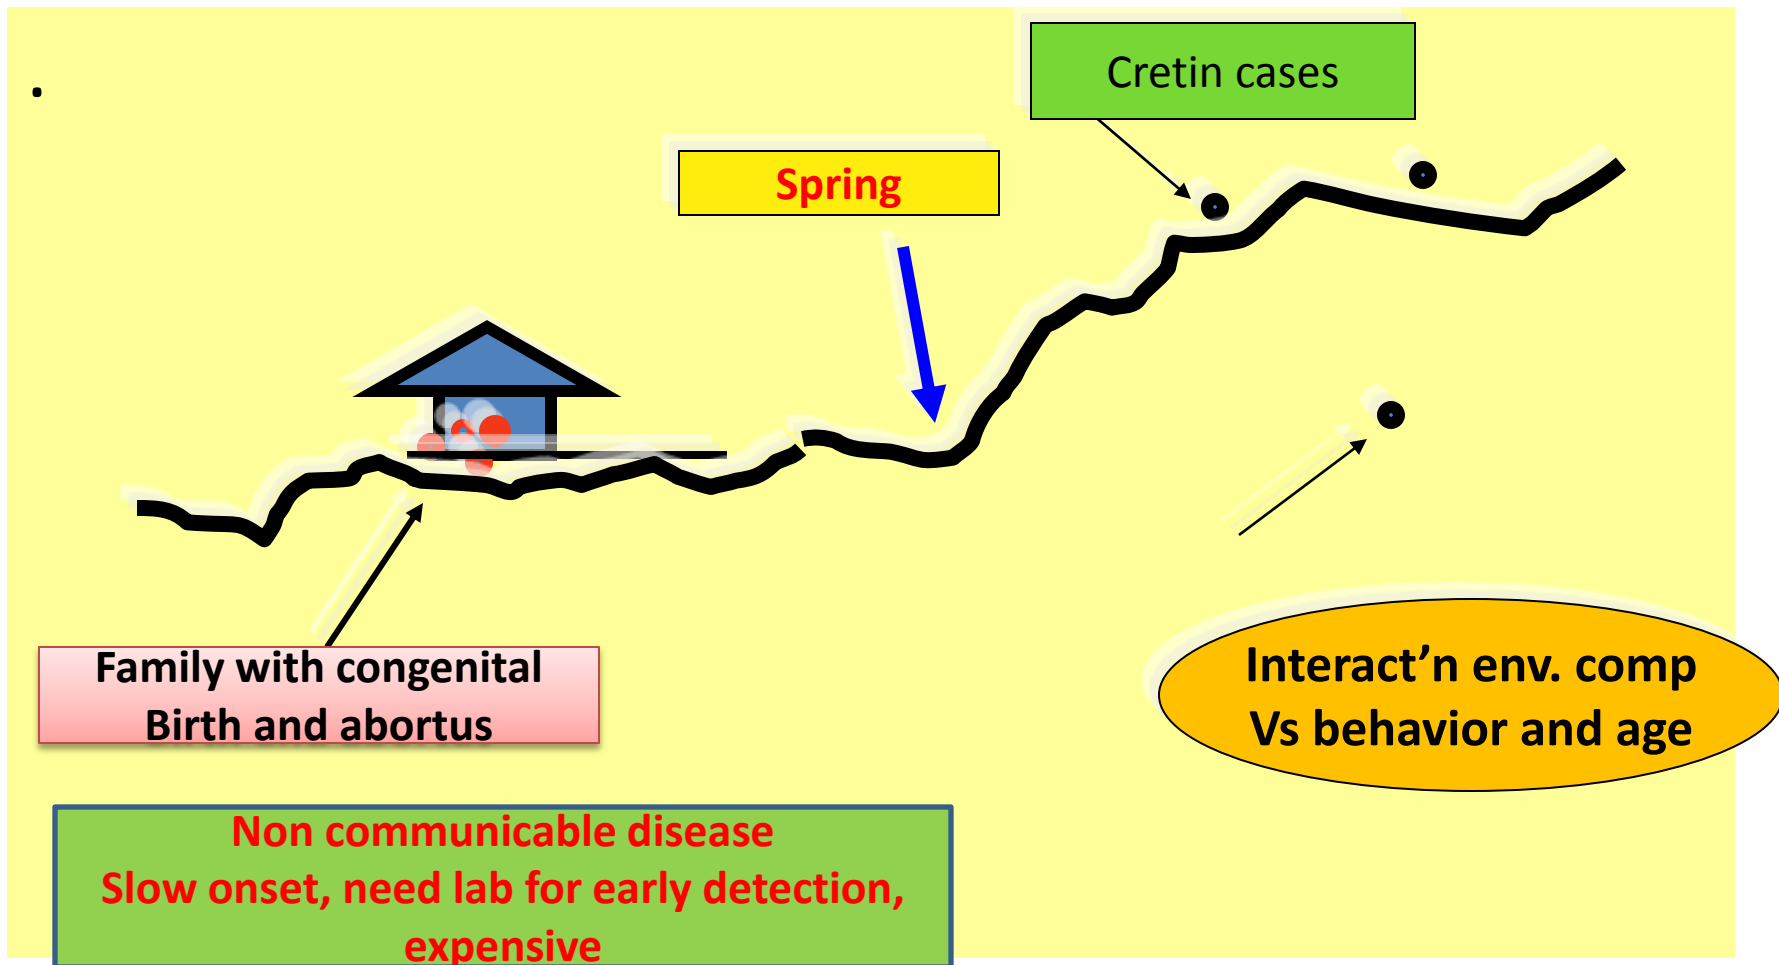 .
Cretin cases
Spring
Family with congenital
Birth and abortus
Interact’n env. comp
Vs behavior and age
Non communicable disease
Slow onset, need lab for early detection,
expensive